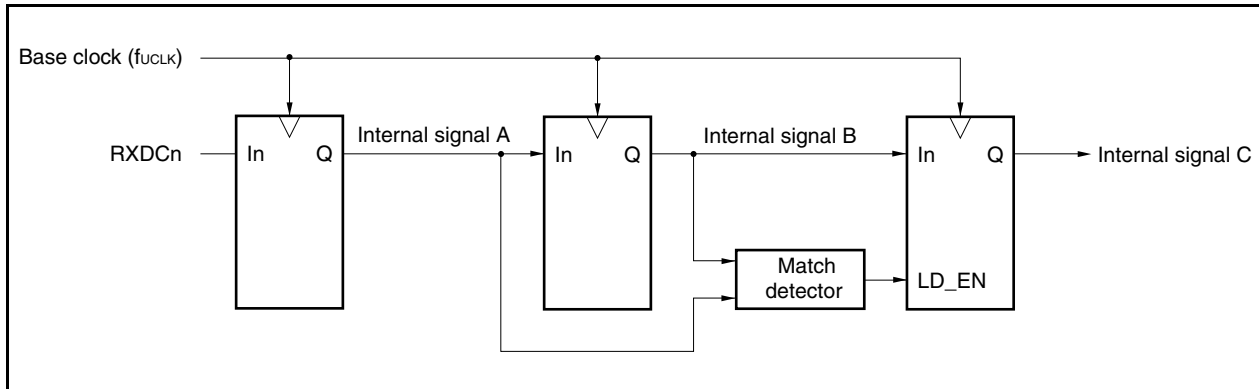 Base clock (fUCLK)
RXDCn
In
Q
Internal signal A
In
Q
Internal signal B
In
Q
Internal signal C
Match
detector
LD_EN